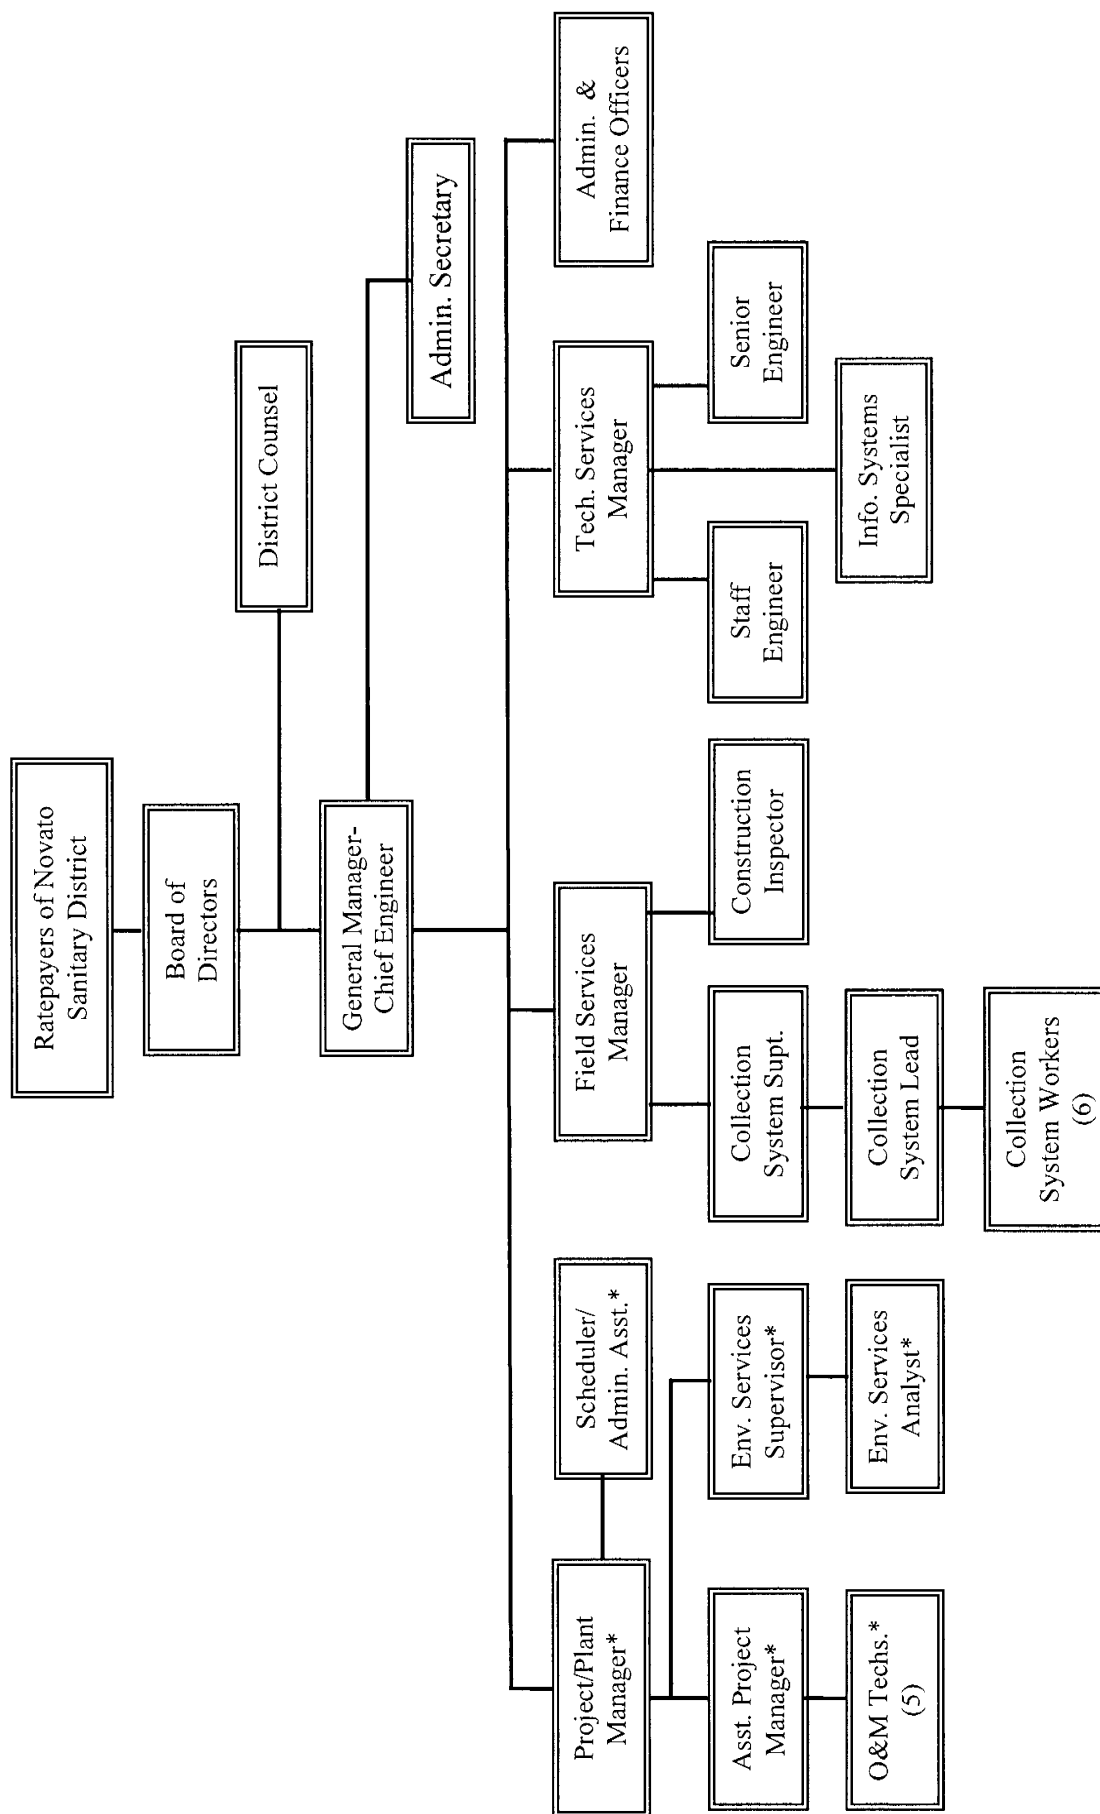 Ratepayers of Novato
Sanitary District
Board of
Directors
District Counsel
General Manager-
Chief Engineer
Admin. Secretary
Project/Plant
Manager*
Scheduler/
Admin. Asst.*
Field Services
Manager
Tech. Services
Manager
Admin. &
Finance Officers
Asst. Project
Manager*
Env. Services
Supervisor*
Collection
System Supt.
Construction
Inspector
Staff
Engineer
Senior
Engineer
O&M Techs.*
(5)
Env. Services
Analyst*
Collection
System Lead
Info. Systems
Specialist
Collection
System Workers
(6)